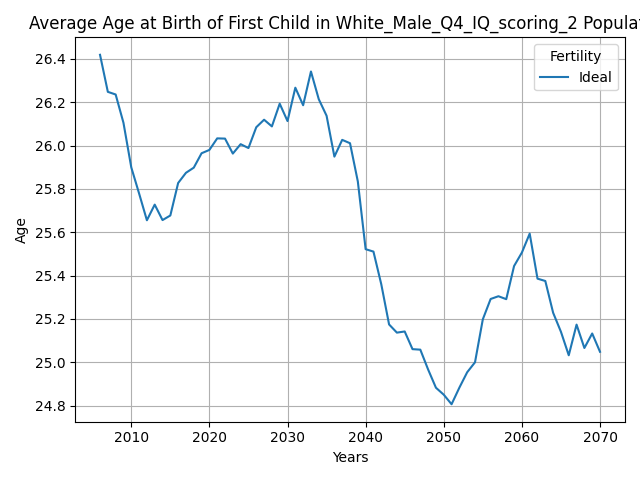 Average Age at Birth of First Child in White_Male_Q4_IQ_scoring_2 Populat
Fertility
Ideal
26.4
26.2
26.0
25.8
25.6
25.4
25.2
25.0
24.8
Age
2010 2020 2030 2040 2050 2060 2070
Years